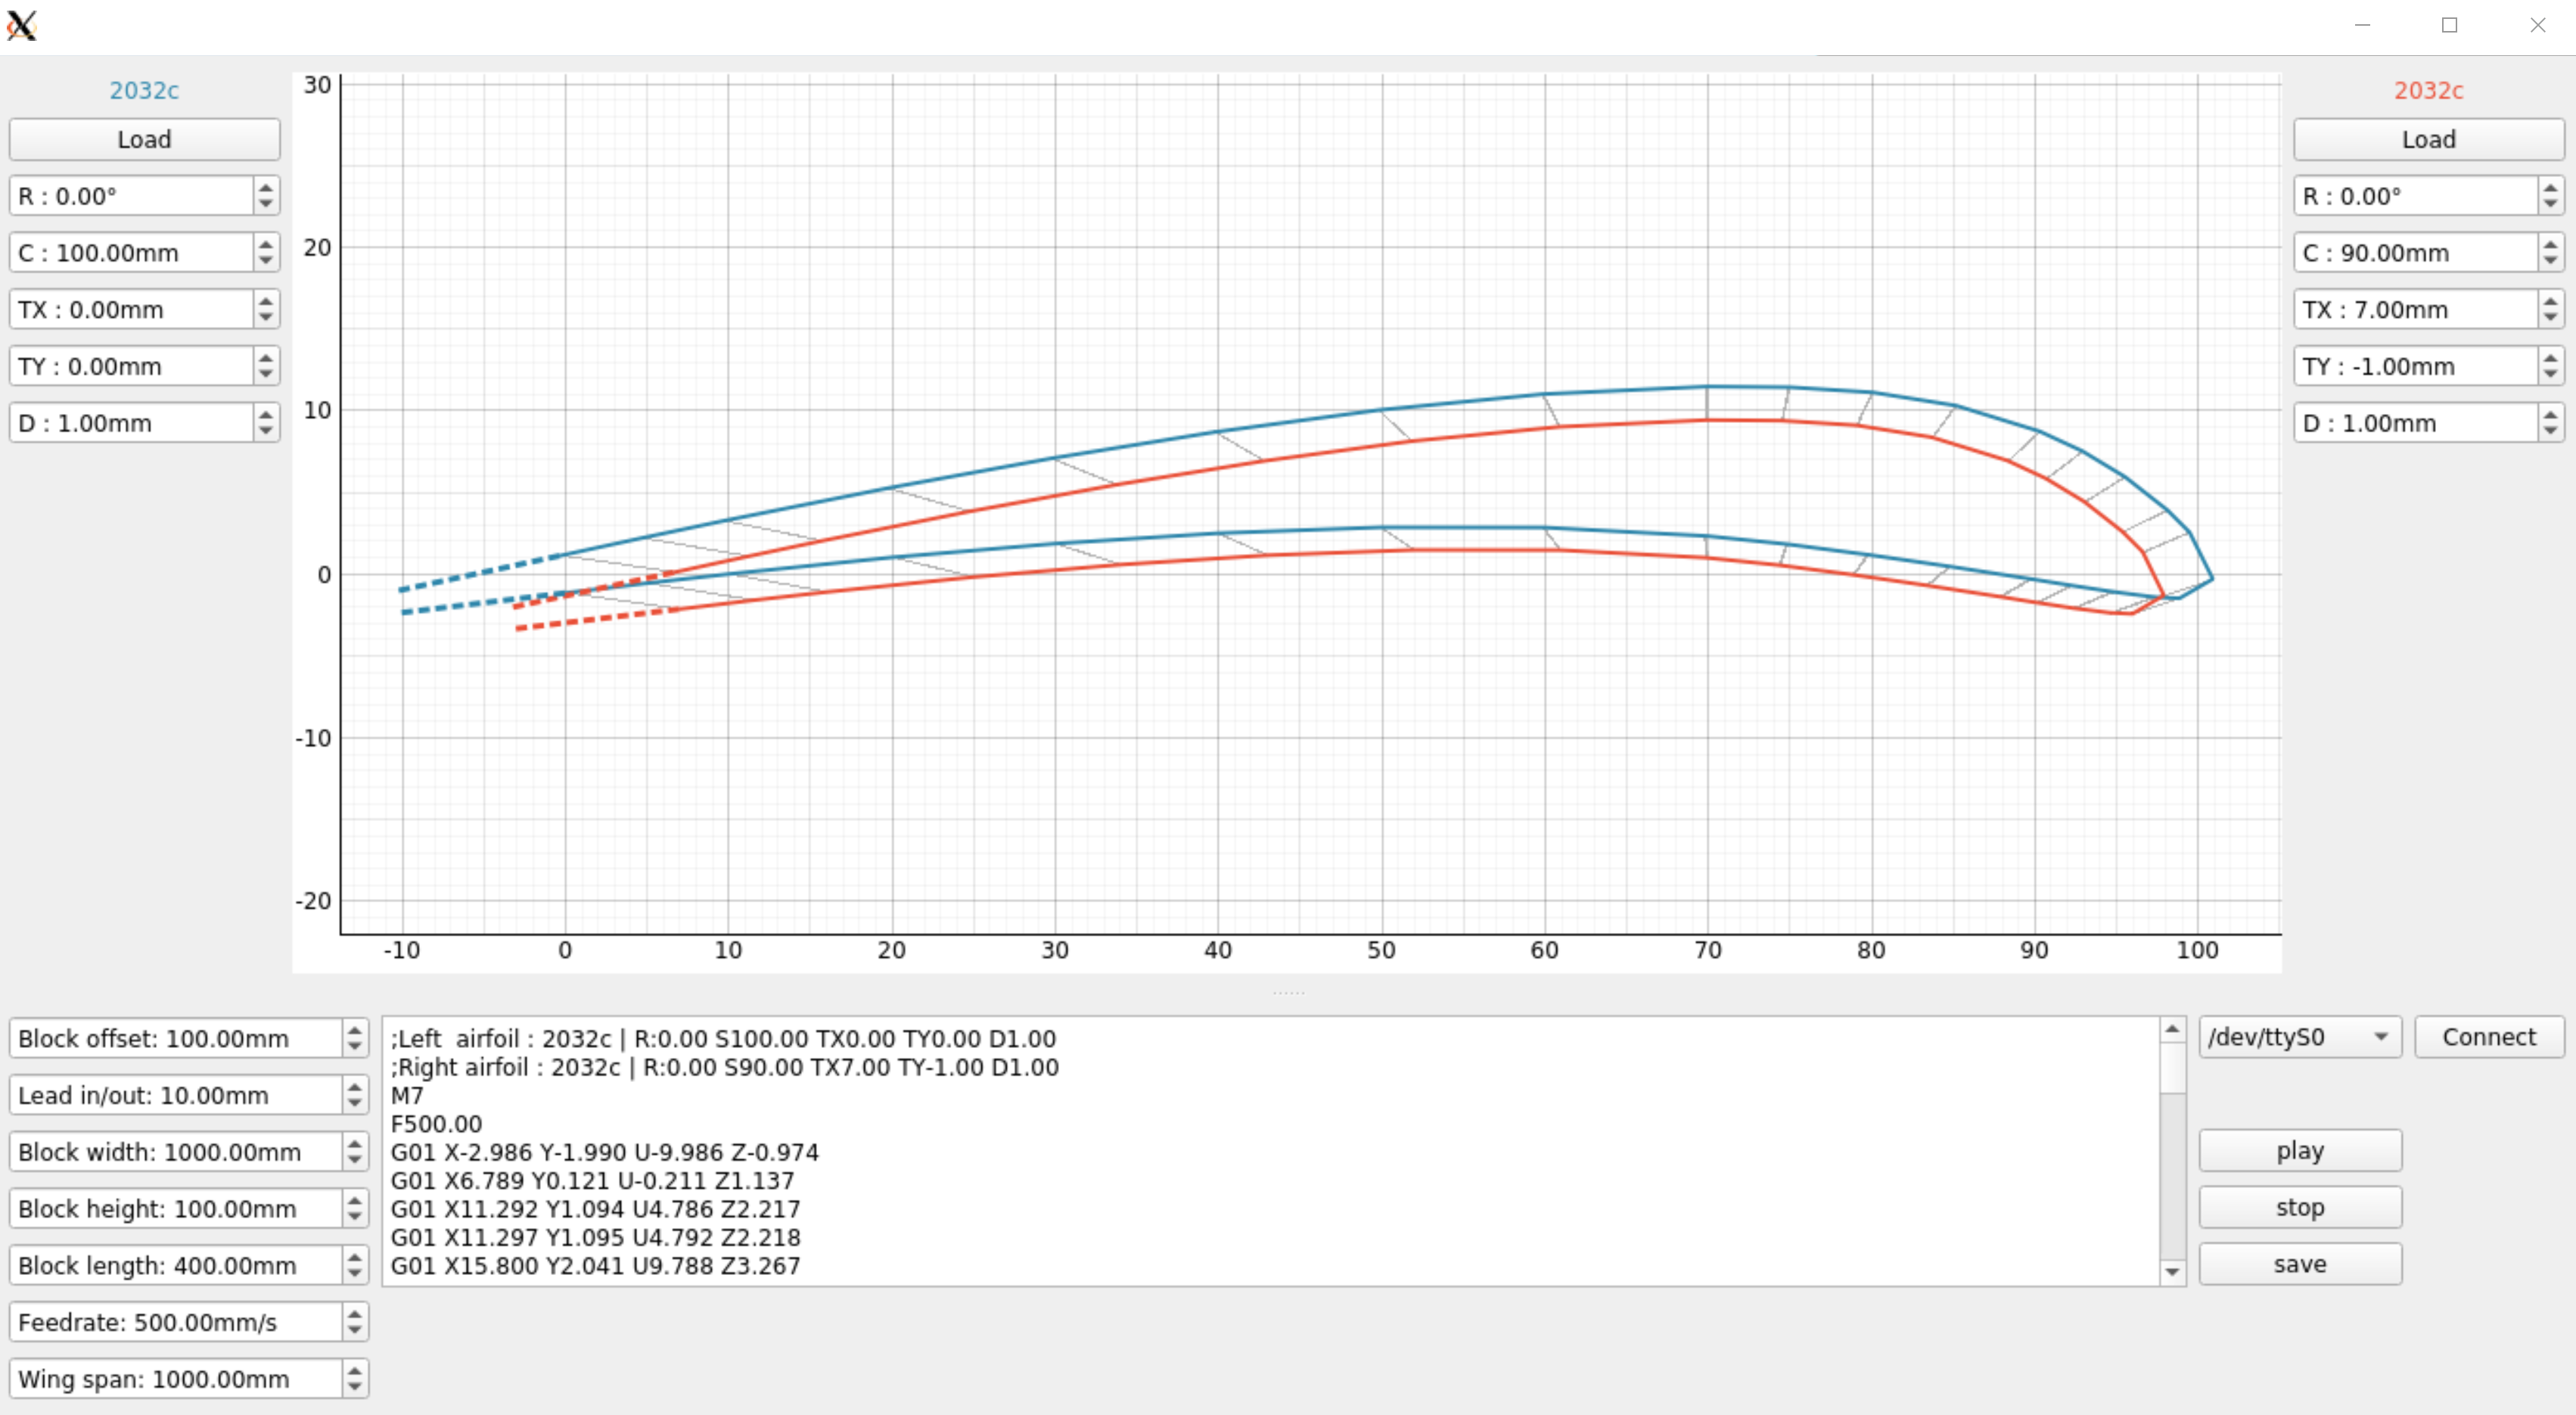 2032c
Load
R : 0.00°
C : 100.00mm
TX : 0.00mm
TY : 0.00mm
D : 1.00mm
30
20
10
0
-10
-20
-10 0 10 20 30 40 50 60 70 80 90 100
2032c
Load
R : 0.00°
C : 90.00mm
TX : 7.00mm
TY : -1.00mm
D : 1.00mm
Block offset: 100.00mm
Lead in/out: 10.00mm
Block width: 1000.00mm
Block height: 100.00mm
Block length: 400.00mm
Feedrate: 500.00mm/s
Wing span: 1000.00mm
;Left  airfoil : 2032c | R:0.00 S100.00 TX0.00 TY0.00 D1.00
;Right airfoil : 2032c | R:0.00 S90.00 TX7.00 TY-1.00 D1.00
M7
F500.00
G01 X-2.986 Y-1.990 U-9.986 Z-0.974
G01 X6.789 Y0.121 U-0.211 Z1.137
G01 X11.292 Y1.094 U4.786 Z2.217
G01 X11.297 Y1.095 U4.792 Z2.218
G01 X15.800 Y2.041 U9.788 Z3.267
/dev/ttyS0
Connect
play
stop
save